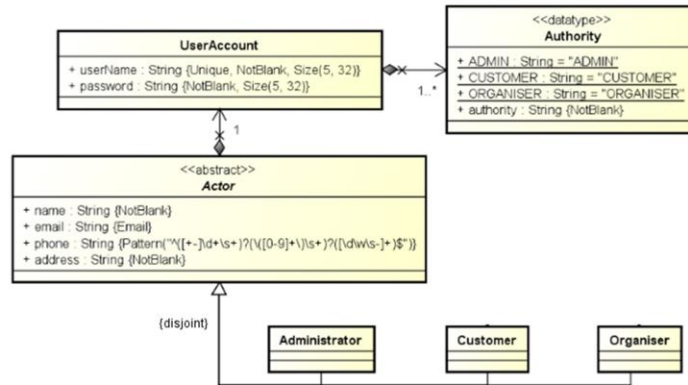 <<datatype>>
Authority
+ ADMIN : String = "ADMIN"
+ CUSTOMER : String = "CUSTOMER"
+ ORGANISER : String = "ORGANISER"
+ authority : String {NotBlank}
UserAccount
+ userName : String {Unique, NotBlank, Size(5, 32)}
+ password : String {NotBlank, Size(5, 32)}
1..*
1
<<abstract>>
Actor
+ name : String {NotBlank}
+ email : String {Email}
+ phone : String {Pattern("^([+-]\d+\s+)?(\([0-9]+\)\s+)?([\d\w\s-]+)$")}
+ address : String {NotBlank}
{disjoint}
Administrator
Customer
Organiser